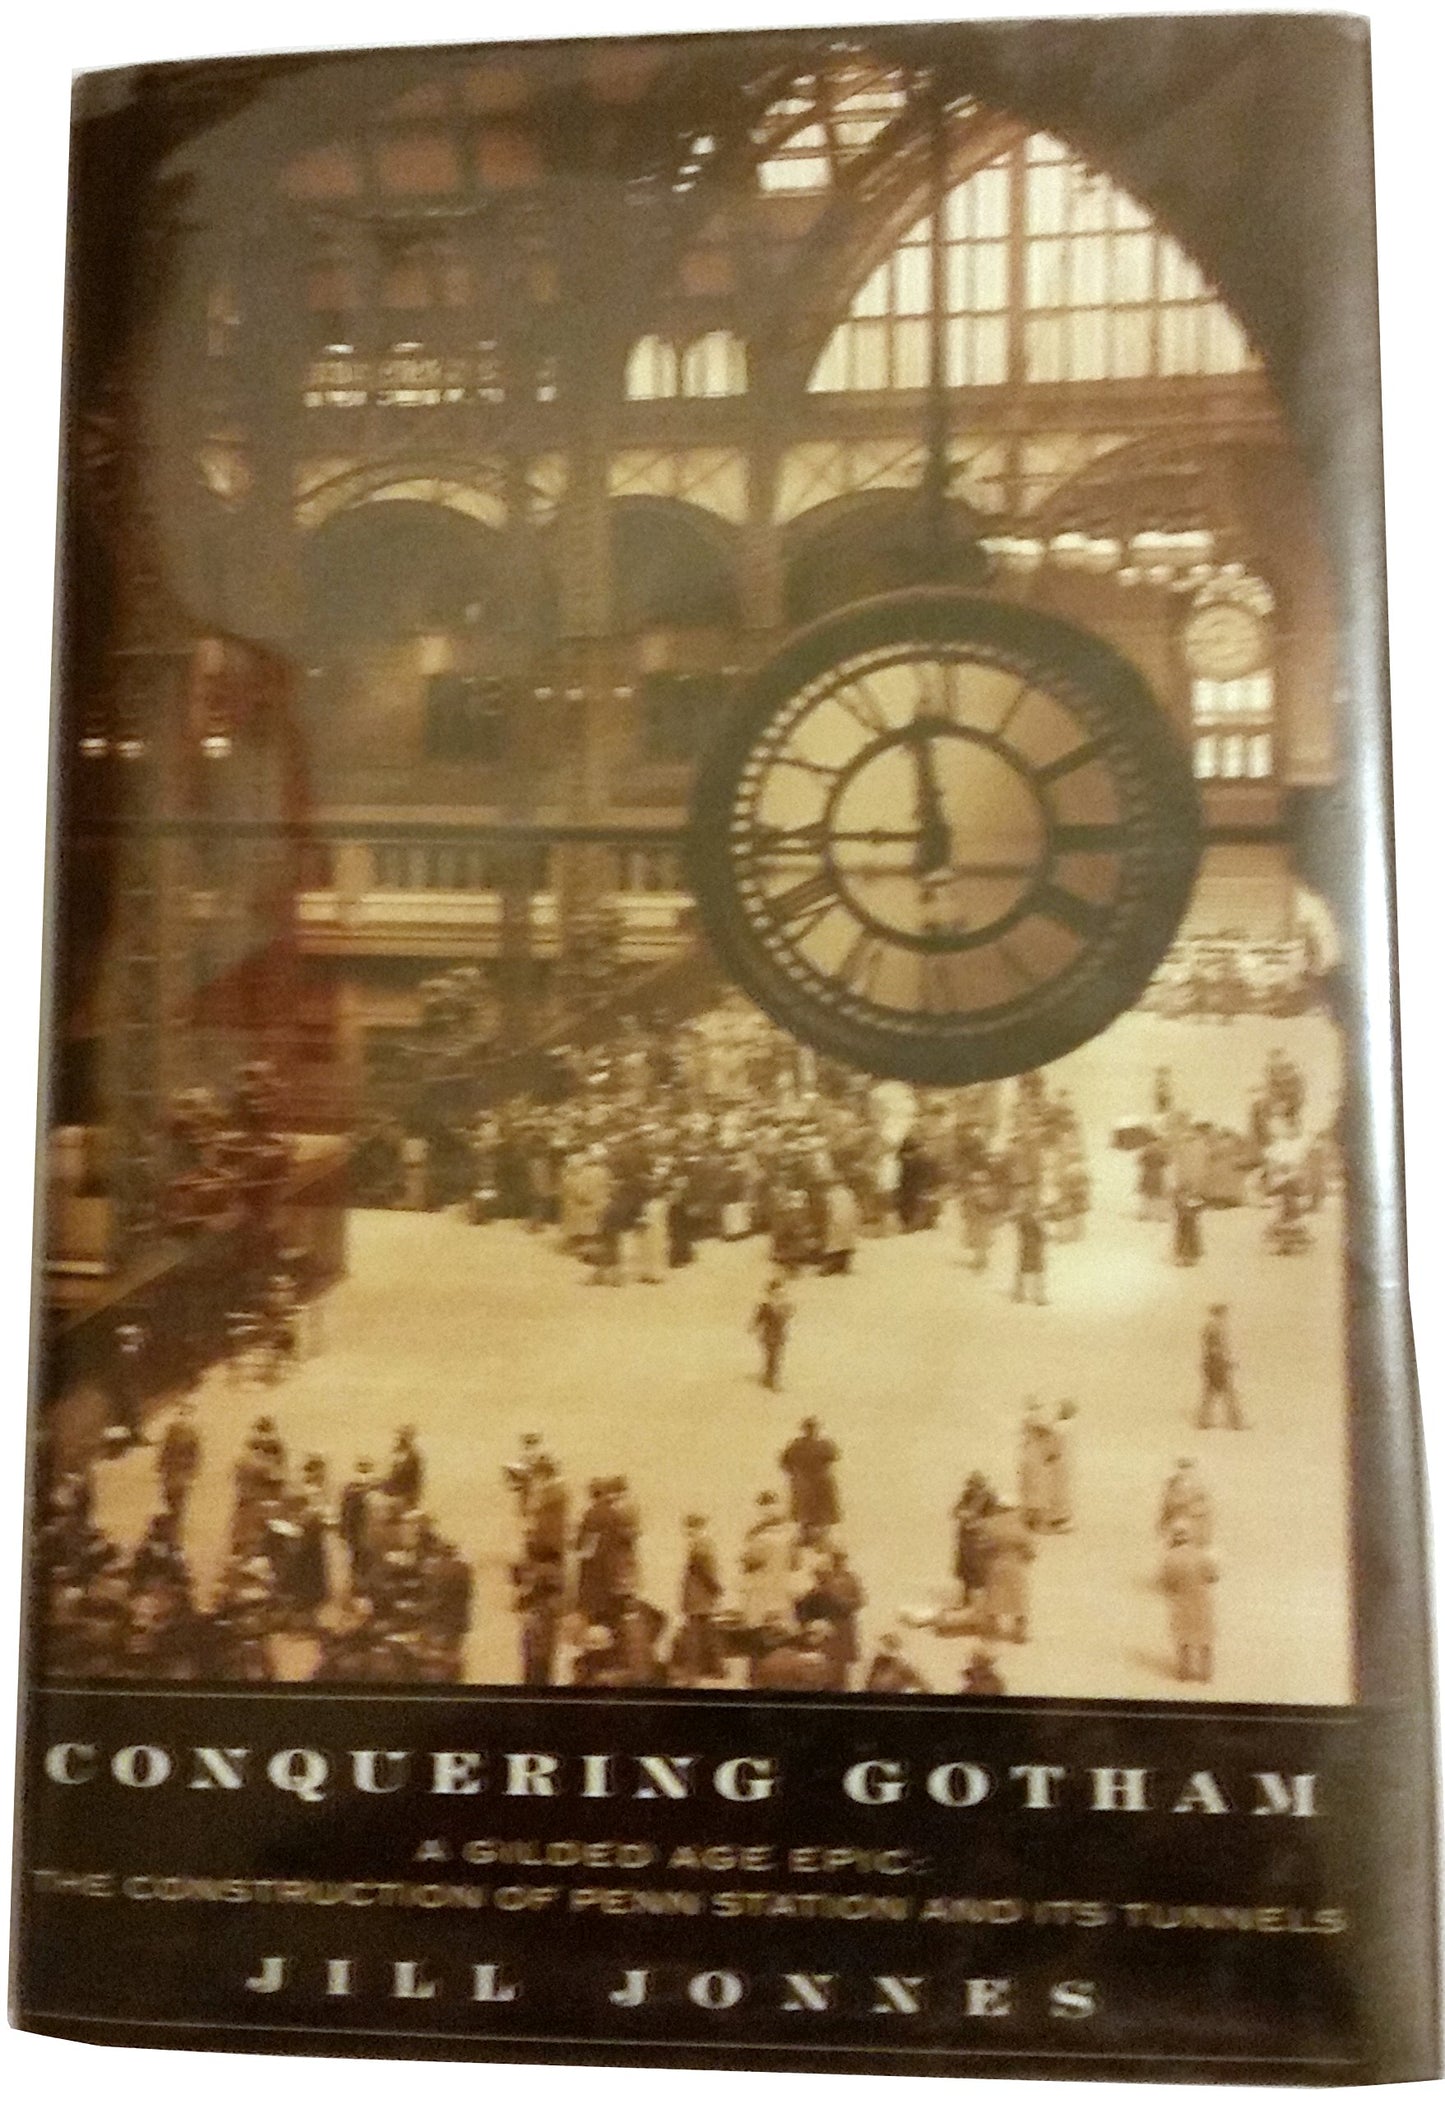 CONQUERING GOTHAM
A GILDED AGE EPIC:
THE CONSTRUCTION OF PENN STATION AND ITS TUNNELS
JILL JONNES